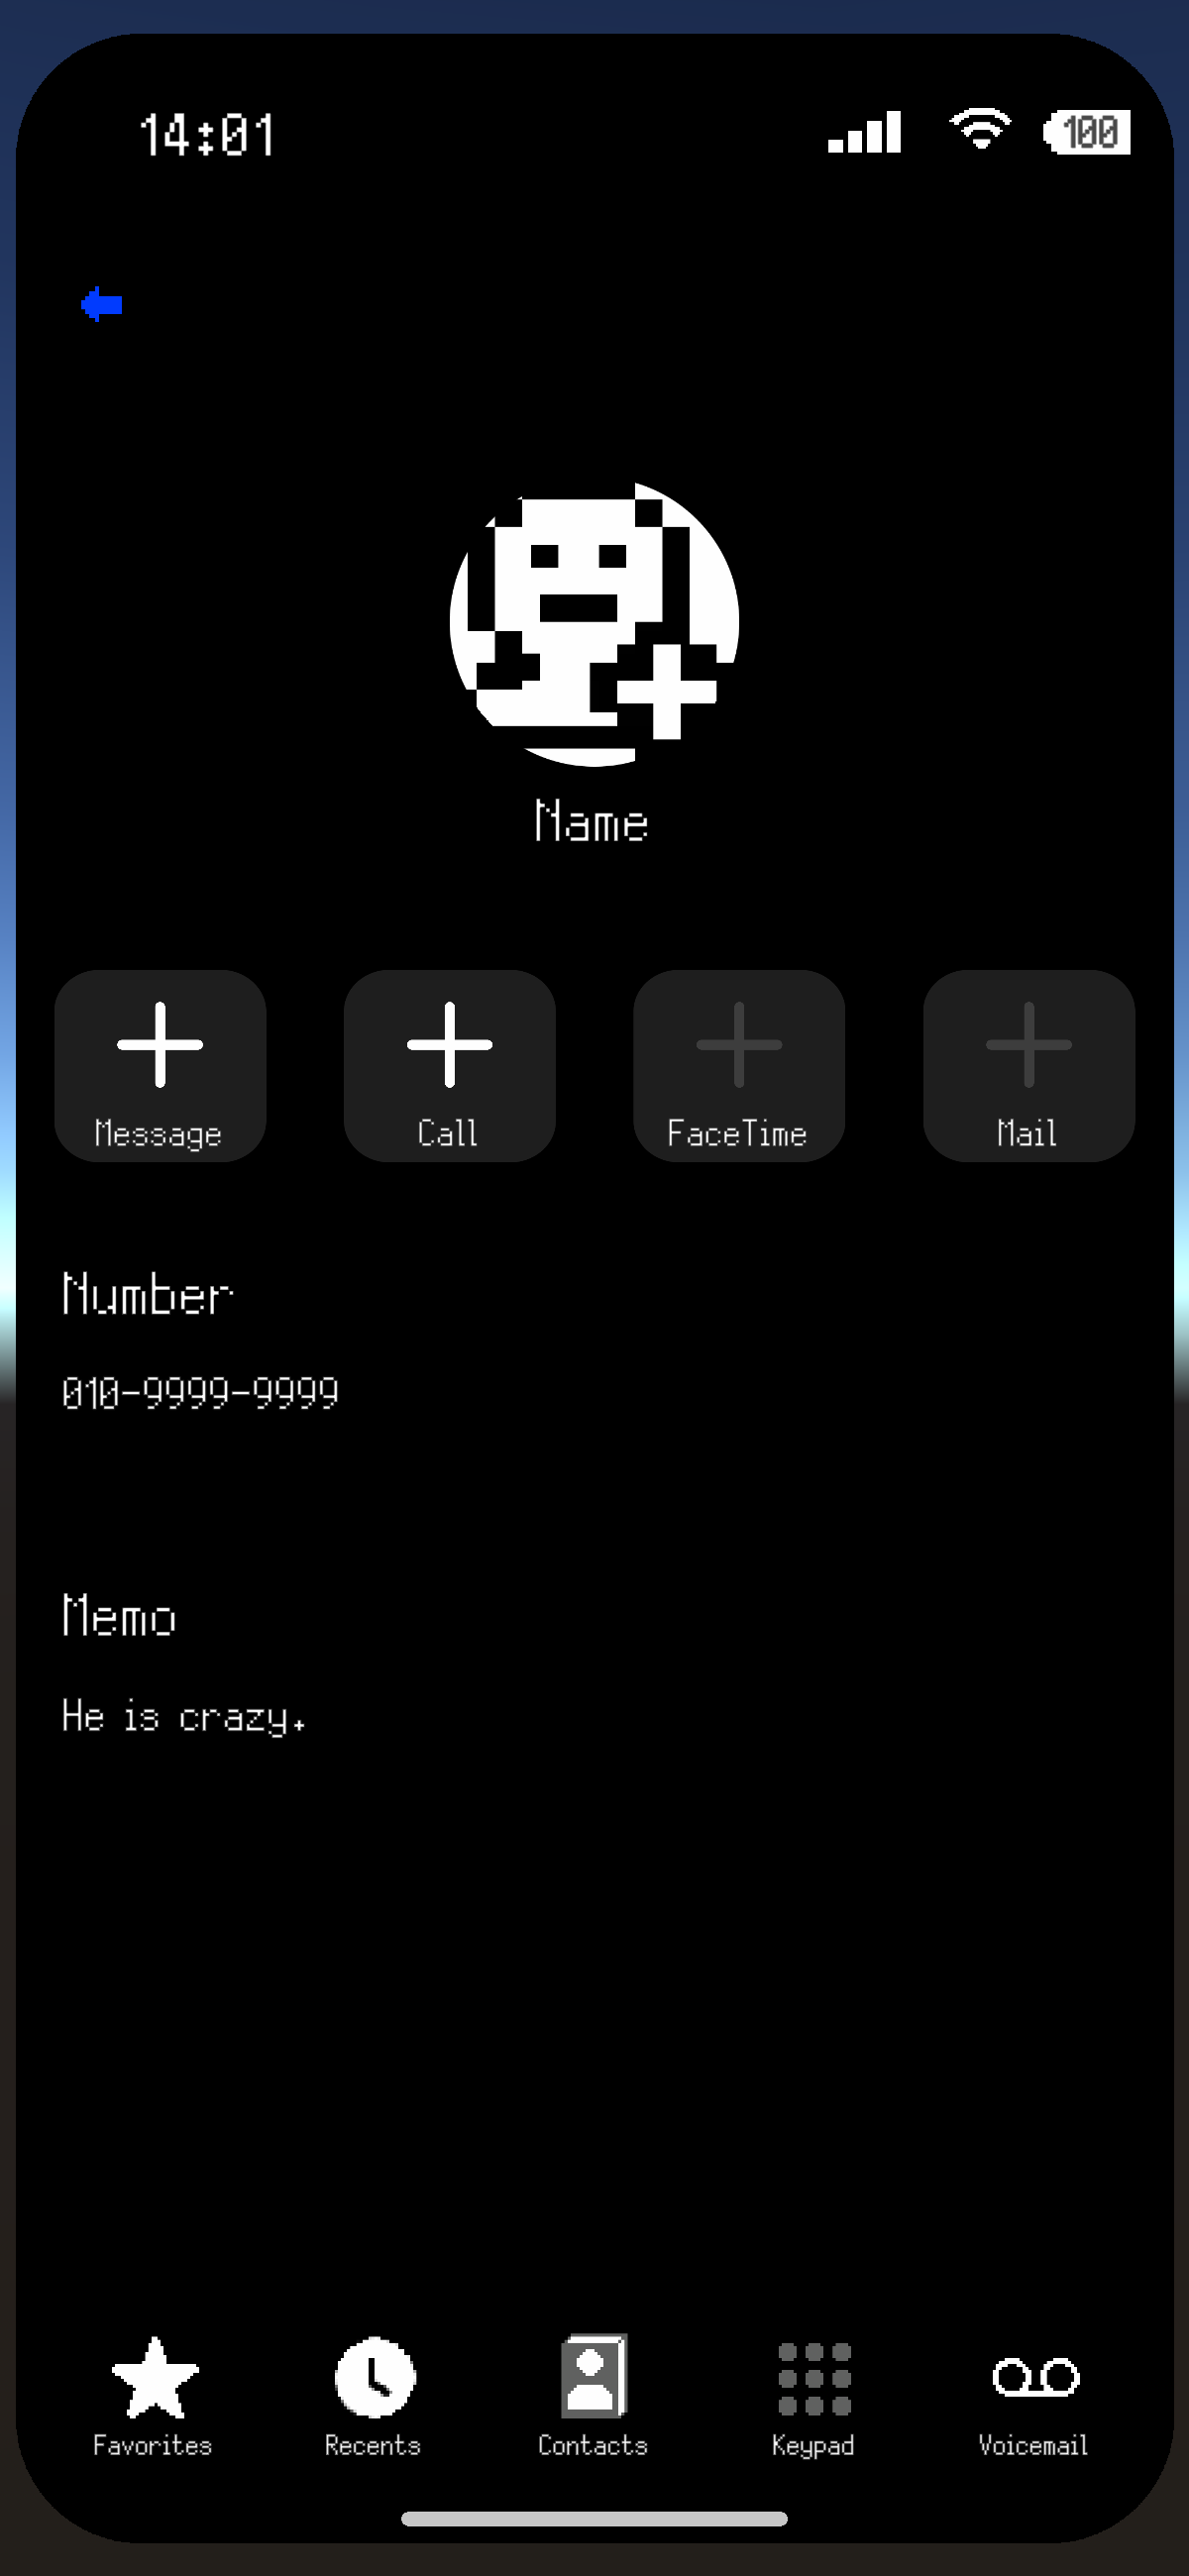 14:01
100
Name
Message
Call
FaceTime
Mail
Number
010-9999-9999
Memo
He is crazy.
Favorites
Recents
Contacts
Keypad
Voicemail